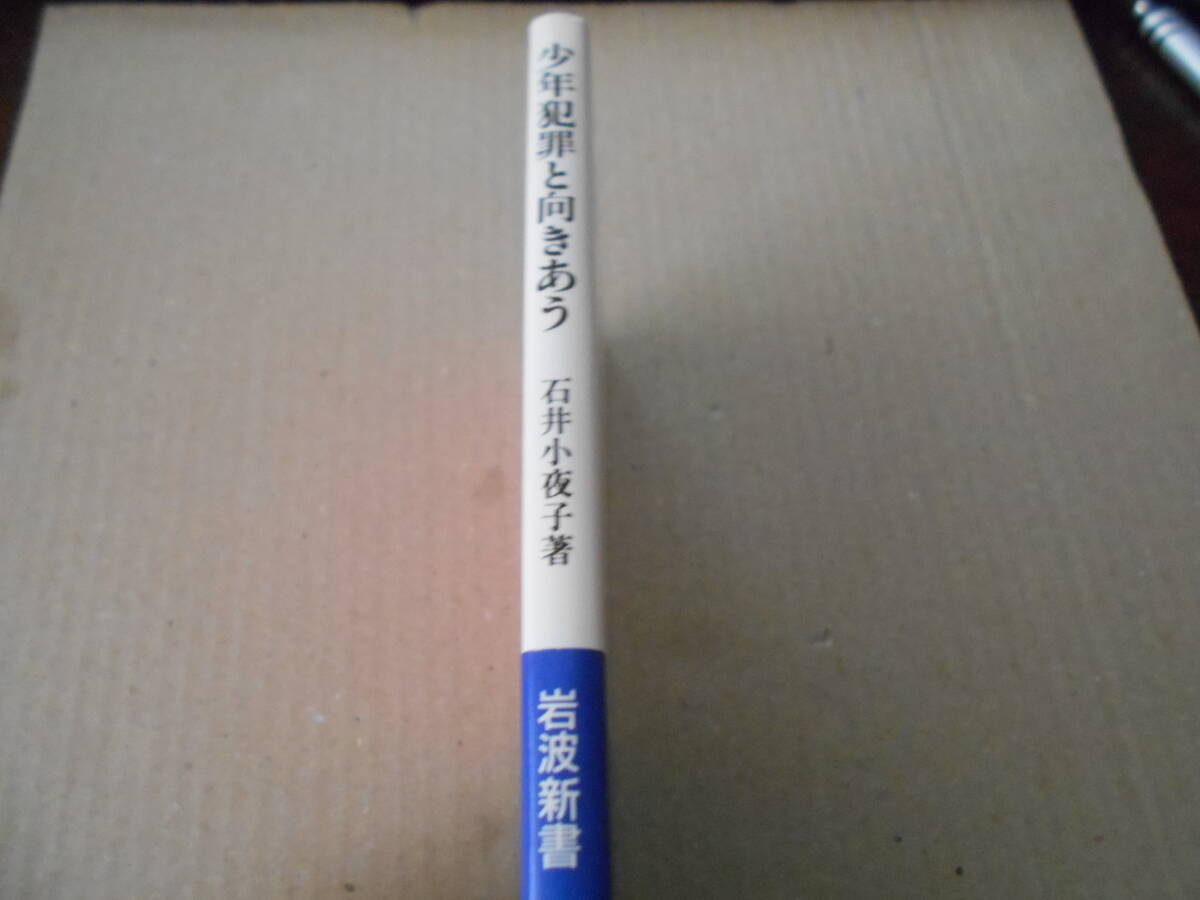 少年犯罪と向きあう
石井小夜子著
岩波新書